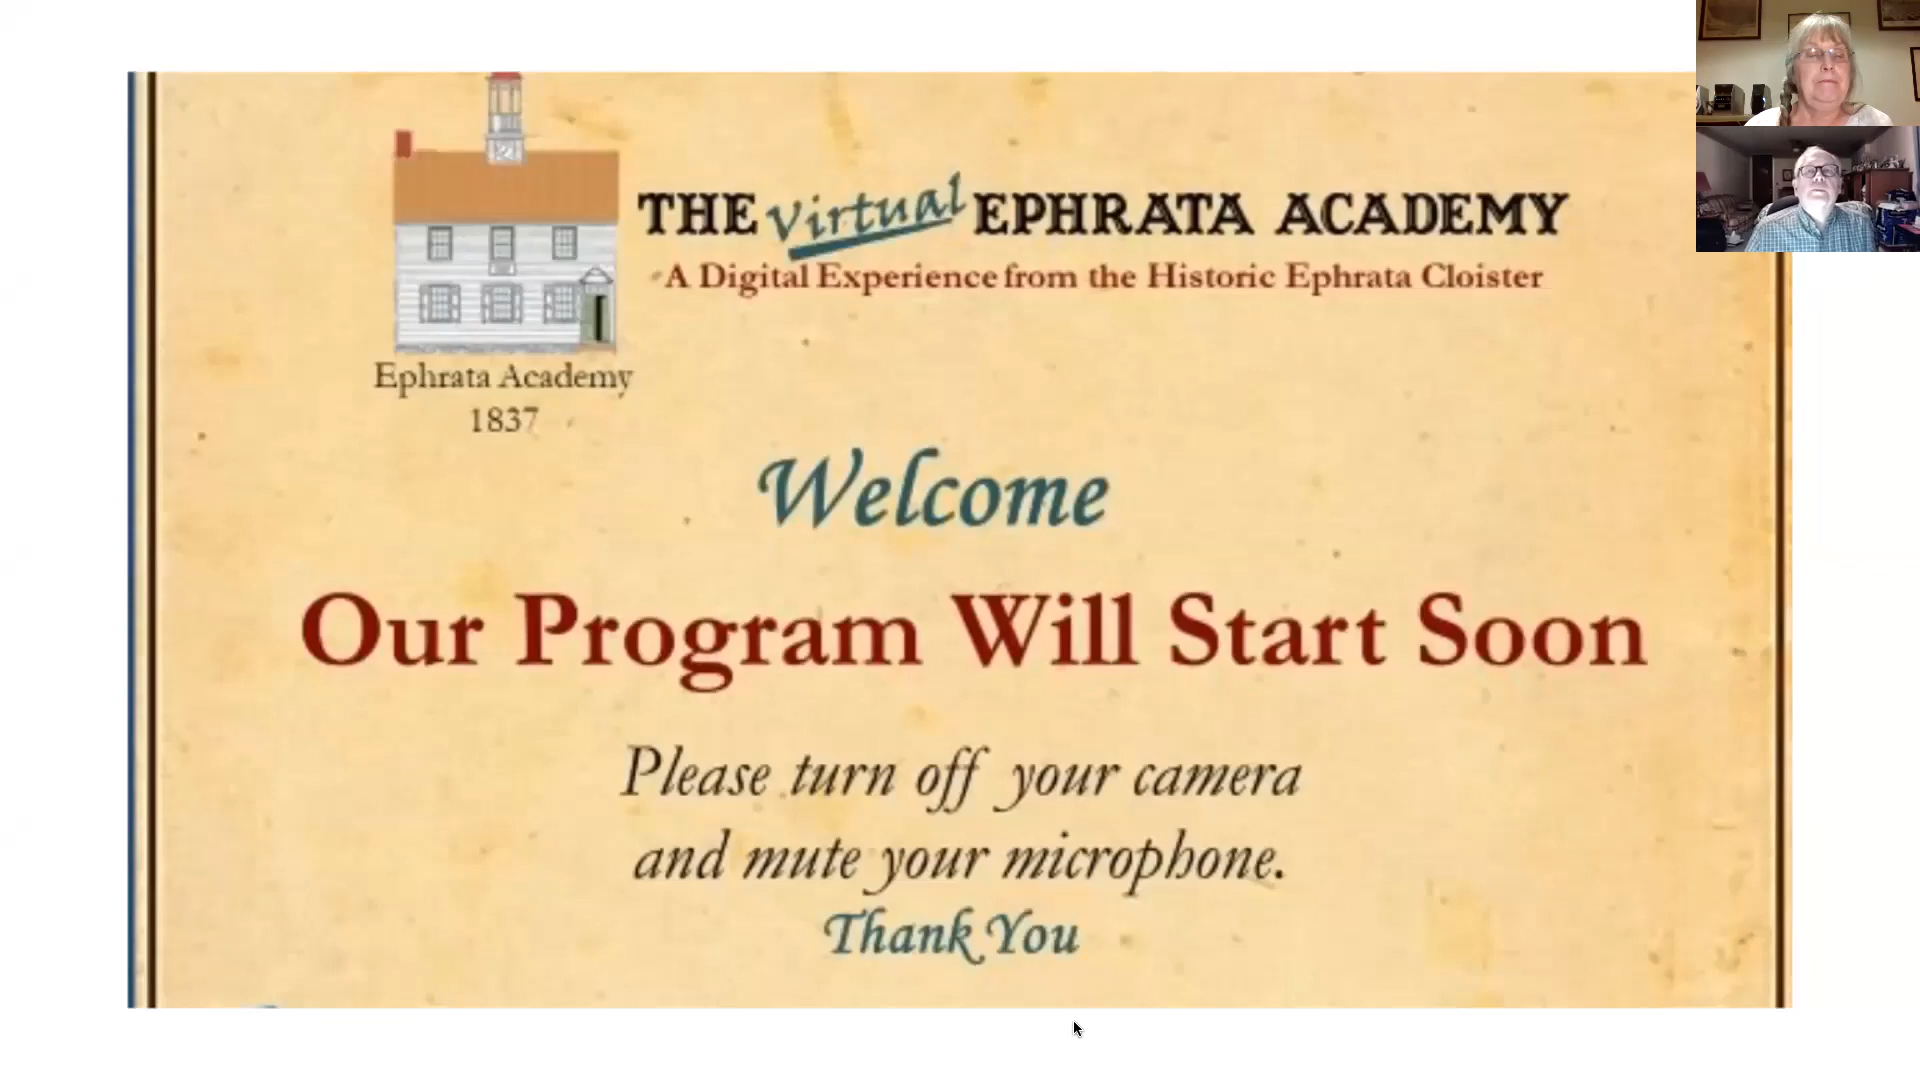 THE virtual EPHRATA ACADEMY
A Digital Experience from the Historic Ephrata Cloister
Ephrata Academy
1837
Welcome
Our Program Will Start Soon
Please turn off your camera
and mute your microphone.
Thank You